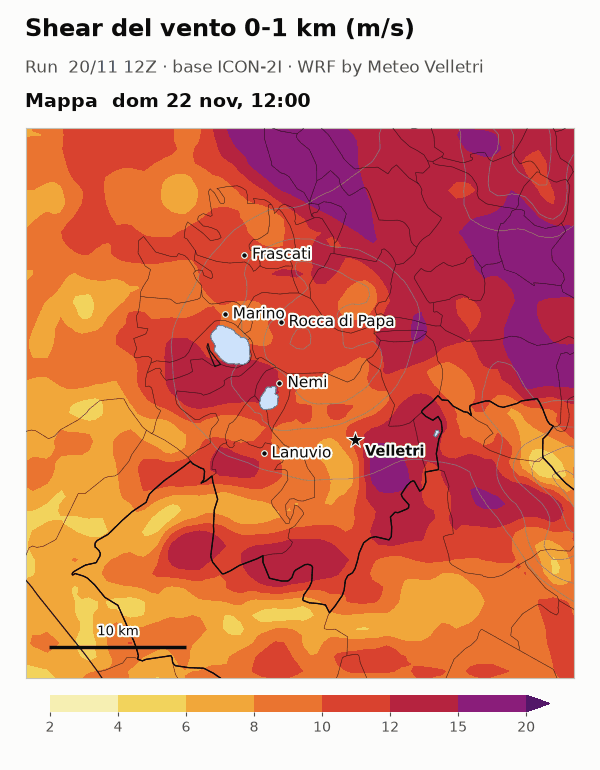 Shear del vento 0-1 km (m/s)
Run  20/11 12Z · base ICON-2I · WRF by Meteo Velletri
Mappa  dom 22 nov, 12:00
Frascati
Marino
Rocca di Papa
Nemi
Velletri
Lanuvio
10 km
2 4 6 8 10 12 15 20